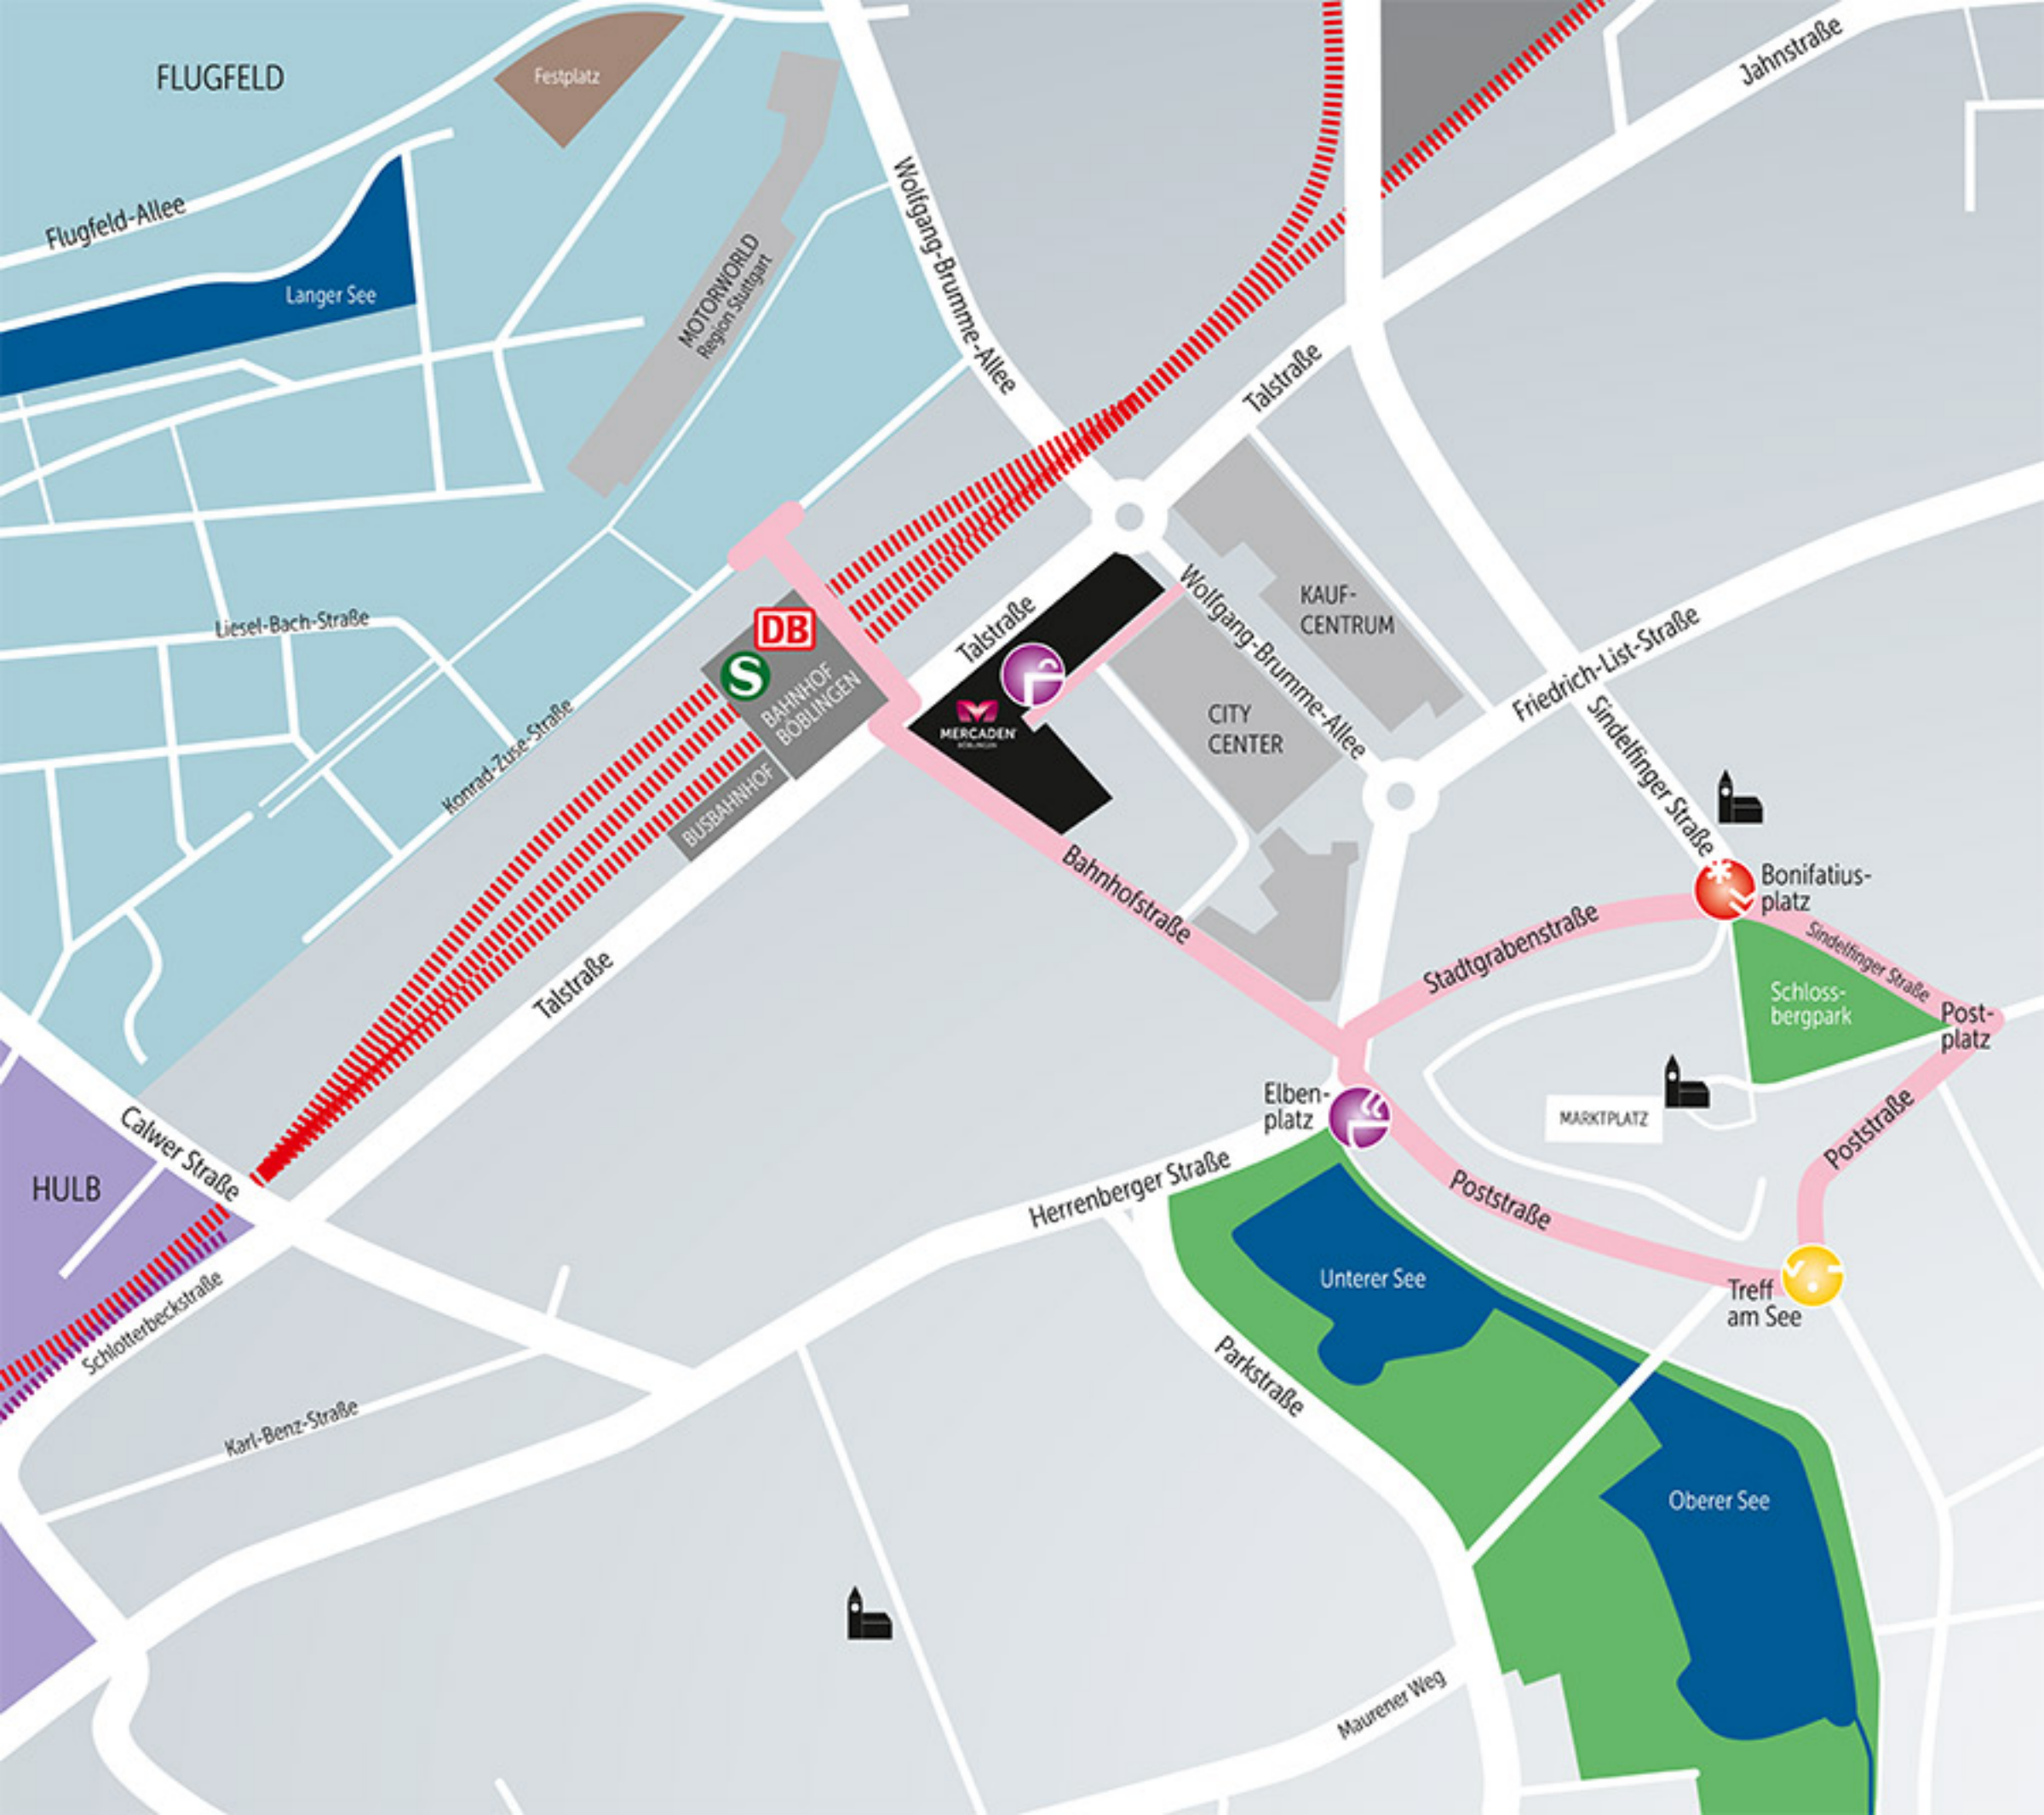 FLUGFELD
Festplatz
Jahnstraße
Flugfeld-Allee
Wolfgang-Brumme-Allee
Langer See
MOTORWORLD
Region Stuttgart
Talstraße
Liesel-Bach-Straße
DB
S
BAHNHOF
BÖBLINGEN
BUSBAHNHOF
Konrad-Zuse-Straße
Talstraße
MERCADEN
BÖBLINGEN
Wolfgang-Brumme-Allee
KAUF-
CENTRUM
CITY
CENTER
Friedrich-List-Straße
Sindelfinger Straße
Bahnhofstraße
Bonifatius-
platz
Stadtgrabenstraße
Sindelfinger Straße
Schloss-
bergpark
Post-
platz
Talstraße
Elben-
platz
MARKTPLATZ
Poststraße
Calwer Straße
HULB
Herrenberger Straße
Poststraße
Unterer See
Treff
am See
Schlotterbeckstraße
Parkstraße
Karl-Benz-Straße
Oberer See
Maurener Weg